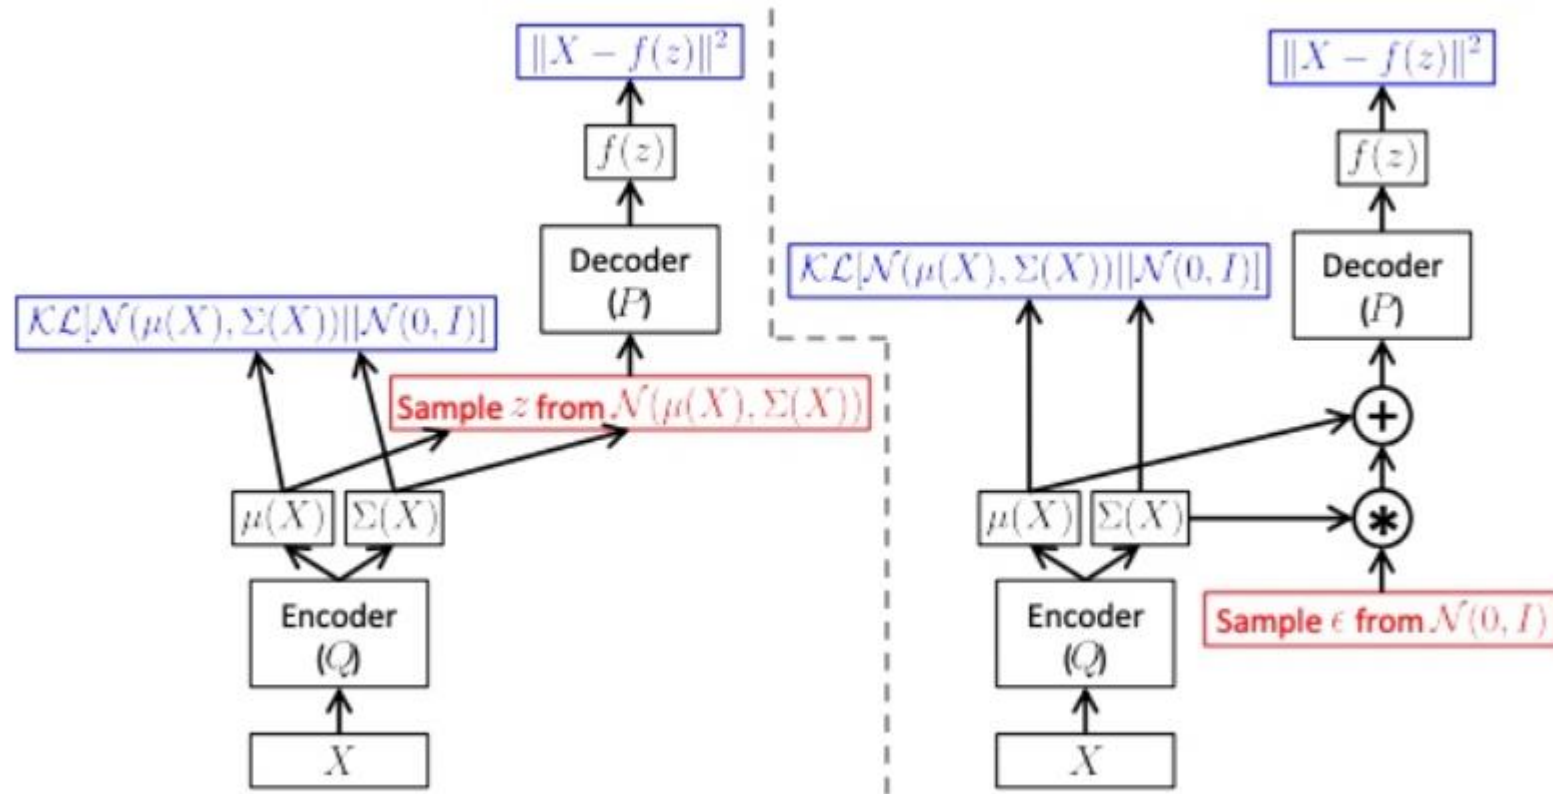 ‖X − f(z)‖²
f(z)
Decoder
(P)
𝒦ℒ[𝒩(μ(X), Σ(X))||𝒩(0, I)]
Sample z from 𝒩(μ(X), Σ(X))
μ(X)
Σ(X)
Encoder
(Q)
X
‖X − f(z)‖²
f(z)
Decoder
(P)
𝒦ℒ[𝒩(μ(X), Σ(X))||𝒩(0, I)]
+
μ(X)
Σ(X)
*
Sample ϵ from 𝒩(0, I)
Encoder
(Q)
X